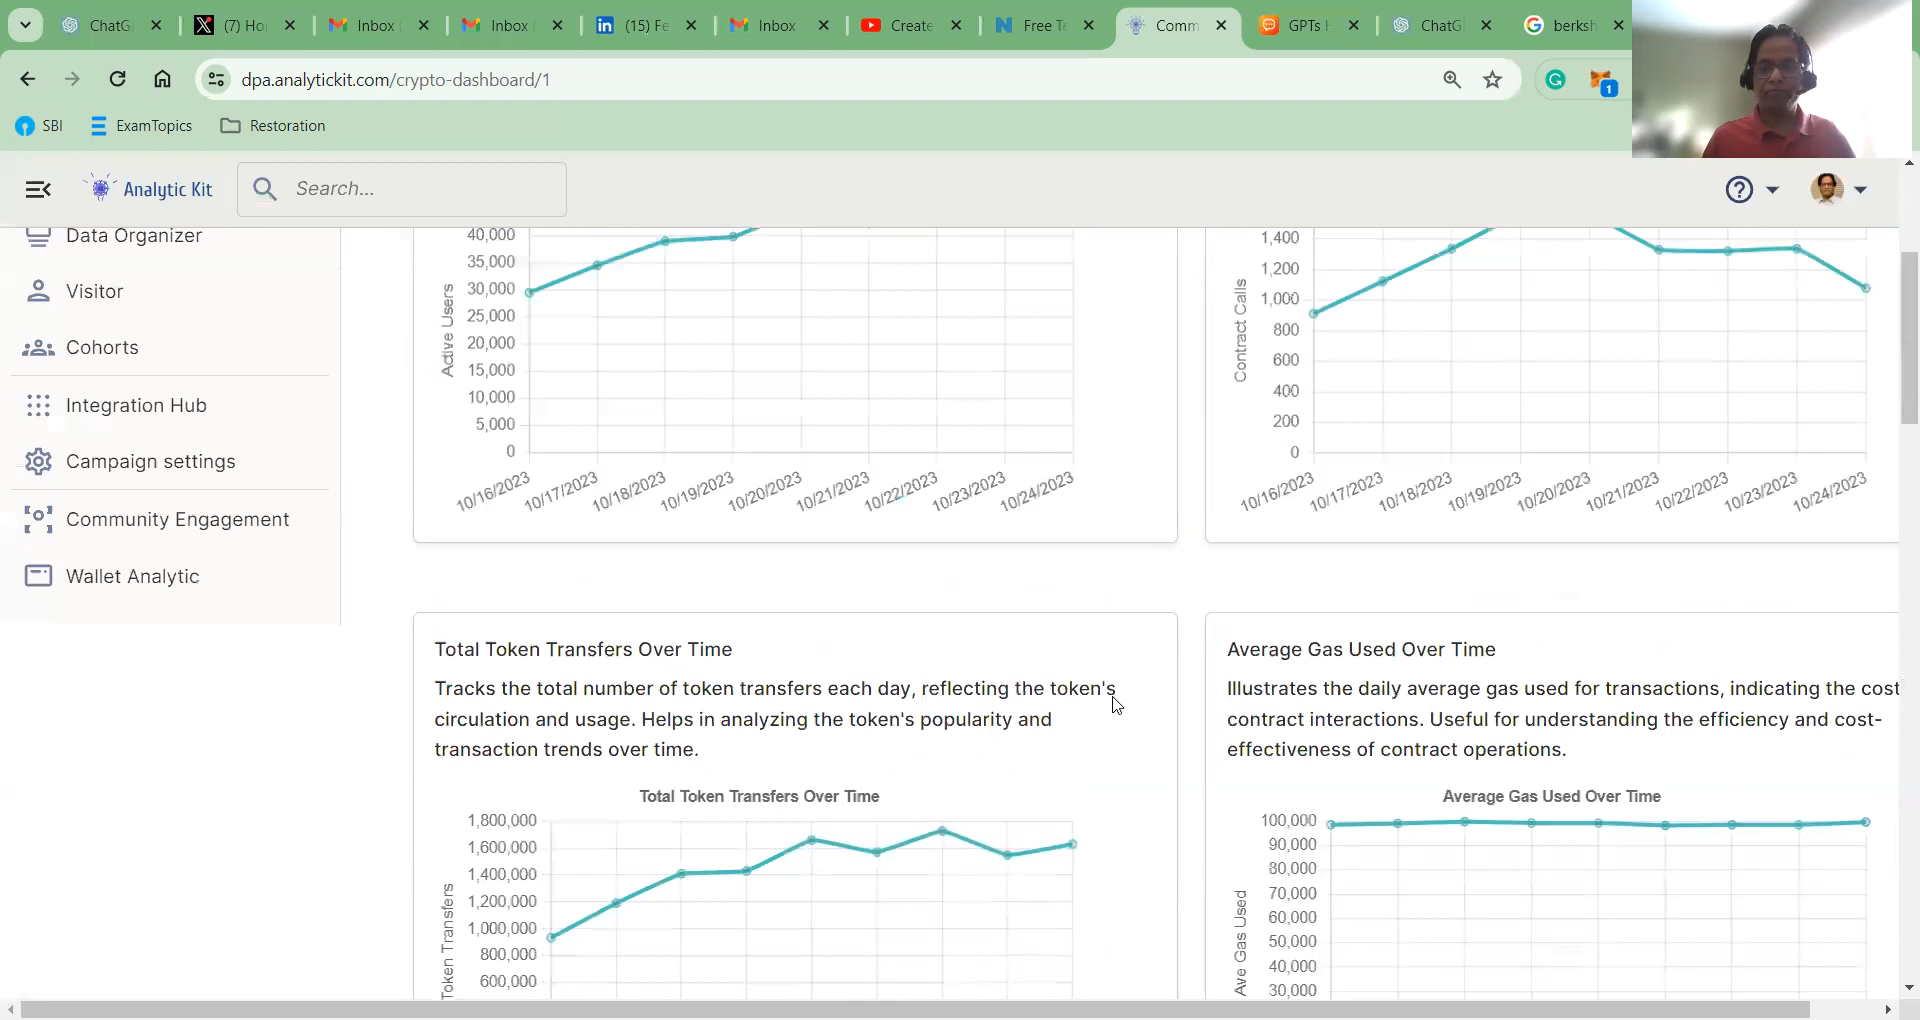 ChatG
(7) Ho
Inbox
Inbox
(15) Fe
Inbox
Create
Free Te
Comm
GPTs
ChatG
berksh
dpa.analytickit.com/crypto-dashboard/1
1
SBI
ExamTopics
Restoration
Analytic Kit
Search...
Data Organizer
Visitor
Cohorts
Integration Hub
Campaign settings
Community Engagement
Wallet Analytic
Active Users
40,000
35,000
30,000
25,000
20,000
15,000
10,000
5,000
0
10/16/2023
10/17/2023
10/18/2023
10/19/2023
10/20/2023
10/21/2023
10/22/2023
10/23/2023
10/24/2023
Contract Calls
1,400
1,200
1,000
800
600
400
200
0
10/16/2023
10/17/2023
10/18/2023
10/19/2023
10/20/2023
10/21/2023
10/22/2023
10/23/2023
10/24/2023
Total Token Transfers Over Time
Tracks the total number of token transfers each day, reflecting the token's
circulation and usage. Helps in analyzing the token's popularity and
transaction trends over time.
Total Token Transfers Over Time
Token Transfers
1,800,000
1,600,000
1,400,000
1,200,000
1,000,000
800,000
600,000
Average Gas Used Over Time
Illustrates the daily average gas used for transactions, indicating the cost
contract interactions. Useful for understanding the efficiency and cost-
effectiveness of contract operations.
Average Gas Used Over Time
Ave Gas Used
100,000
90,000
80,000
70,000
60,000
50,000
40,000
30,000